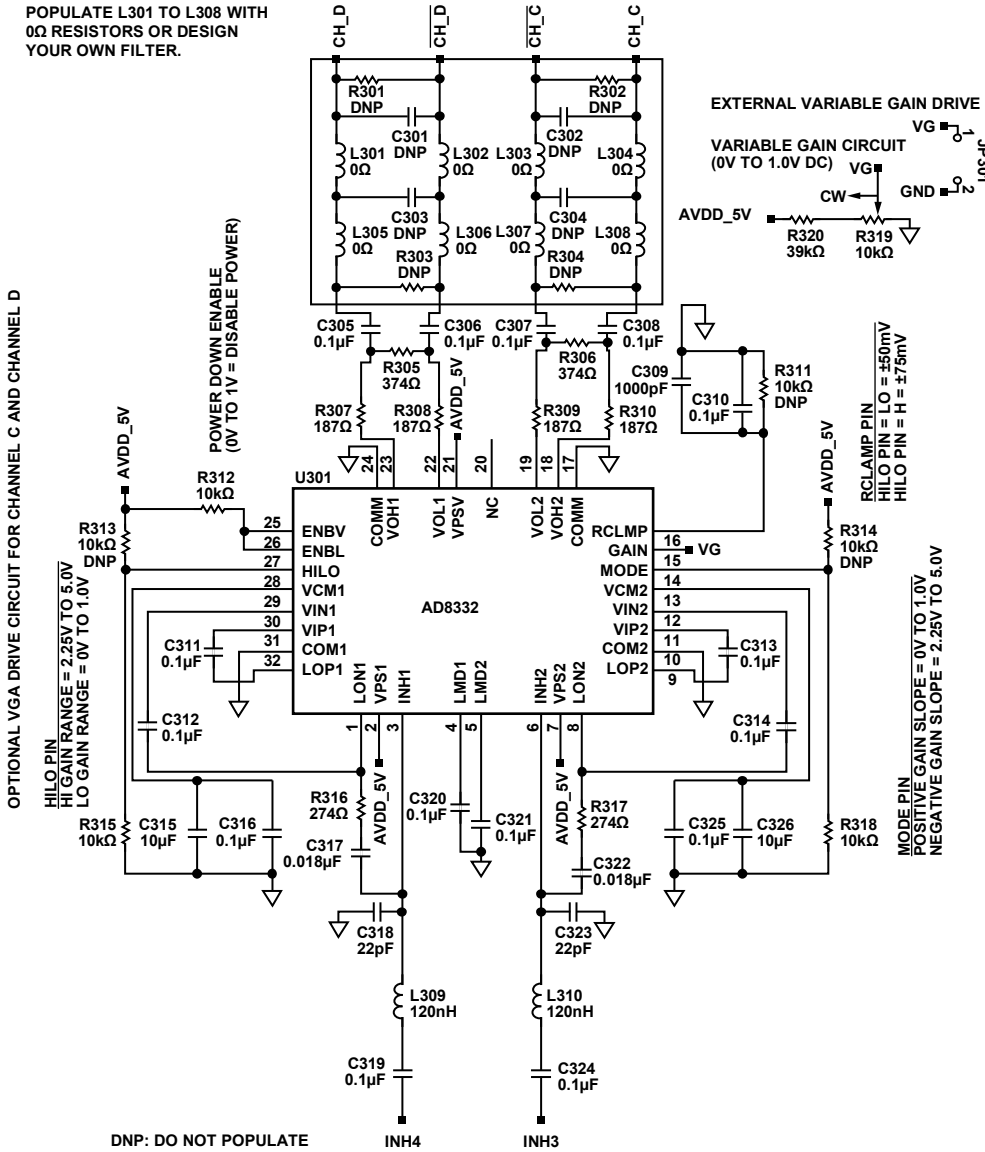 POPULATE L301 TO L308 WITH
0Ω RESISTORS OR DESIGN
YOUR OWN FILTER.
CH_D
CH_D
CH_C
CH_C
R301
DNP
R302
DNP
C301
DNP
C302
DNP
L301
0Ω
L302
0Ω
L303
0Ω
L304
0Ω
C303
DNP
C304
DNP
L305
0Ω
L306
0Ω
L307
0Ω
L308
0Ω
R303
DNP
R304
DNP
EXTERNAL VARIABLE GAIN DRIVE
VG
1
JP301
VARIABLE GAIN CIRCUIT
(0V TO 1.0V DC)
VG
GND
2
CW
AVDD_5V
R320
39kΩ
R319
10kΩ
C305
0.1µF
C306
0.1µF
C307
0.1µF
C308
0.1µF
R305
374Ω
R306
374Ω
AVDD_5V
R307
187Ω
R308
187Ω
R309
187Ω
R310
187Ω
C309
1000pF
C310
0.1µF
R311
10kΩ
DNP
RCLAMP PIN
HILO PIN = LO = ±50mV
HILO PIN = H = ±75mV
POWER DOWN ENABLE
(0V TO 1V = DISABLE POWER)
OPTIONAL VGA DRIVE CIRCUIT FOR CHANNEL C AND CHANNEL D
AVDD_5V
R312
10kΩ
R313
10kΩ
DNP
AVDD_5V
R314
10kΩ
DNP
U301
24
23
22
21
20
19
18
17
COMM
VOH1
VOL1
VPSV
NC
VOL2
VOH2
COMM
25
ENBV
26
ENBL
27
HILO
28
VCM1
29
VIN1
30
VIP1
31
COM1
32
LOP1
AD8332
RCLMP
GAIN
16
VG
MODE
15
VCM2
14
VIN2
13
VIP2
12
COM2
11
LOP2
10
9
LON1
VPS1
INH1
LMD1
LMD2
INH2
VPS2
LON2
1
2
3
4
5
6
7
8
C311
0.1µF
C312
0.1µF
C313
0.1µF
C314
0.1µF
HILO PIN
HI GAIN RANGE = 2.25V TO 5.0V
LO GAIN RANGE = 0V TO 1.0V
MODE PIN
POSITIVE GAIN SLOPE = 0V TO 1.0V
NEGATIVE GAIN SLOPE = 2.25V TO 5.0V
R315
10kΩ
C315
10µF
C316
0.1µF
R316
274Ω
AVDD_5V
C317
0.018µF
C320
0.1µF
C321
0.1µF
AVDD_5V
R317
274Ω
C322
0.018µF
C325
0.1µF
C326
10µF
R318
10kΩ
C318
22pF
C323
22pF
L309
120nH
L310
120nH
C319
0.1µF
C324
0.1µF
DNP: DO NOT POPULATE
INH4
INH3